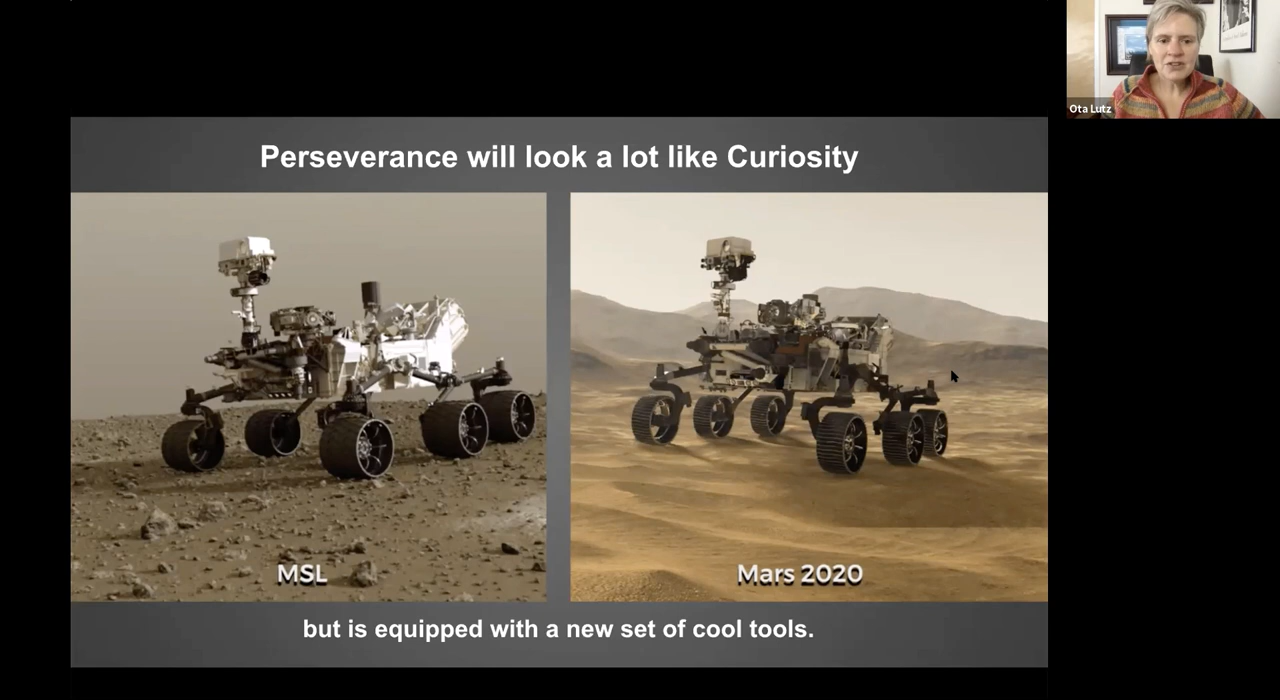 Perseverance will look a lot like Curiosity
MSL
Mars 2020
but is equipped with a new set of cool tools.
Ota Lutz